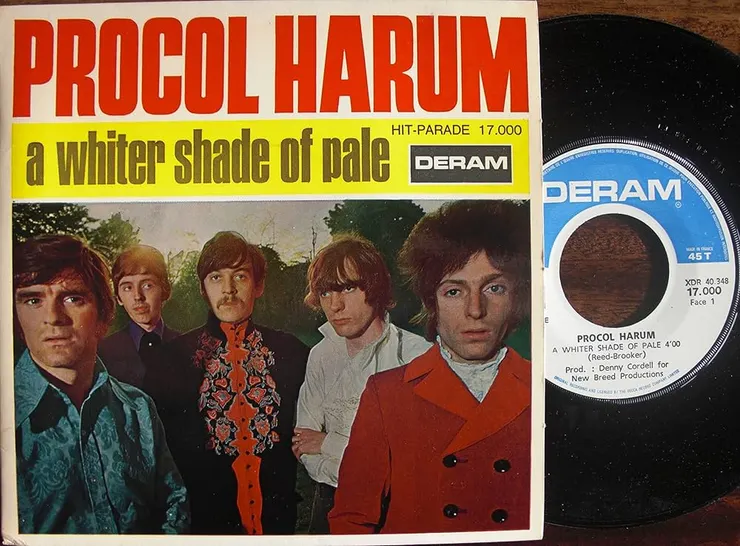 PROCOL HARUM
a whiter shade of pale
HIT-PARADE 17.000
DERAM
DERAM
MADE IN FRANCE
45 T
XDR 40.348
17.000
Face 1
PROCOL HARUM
A WHITER SHADE OF PALE 4'00
(Reed-Brooker)
Prod. : Denny Cordell for
New Breed Productions